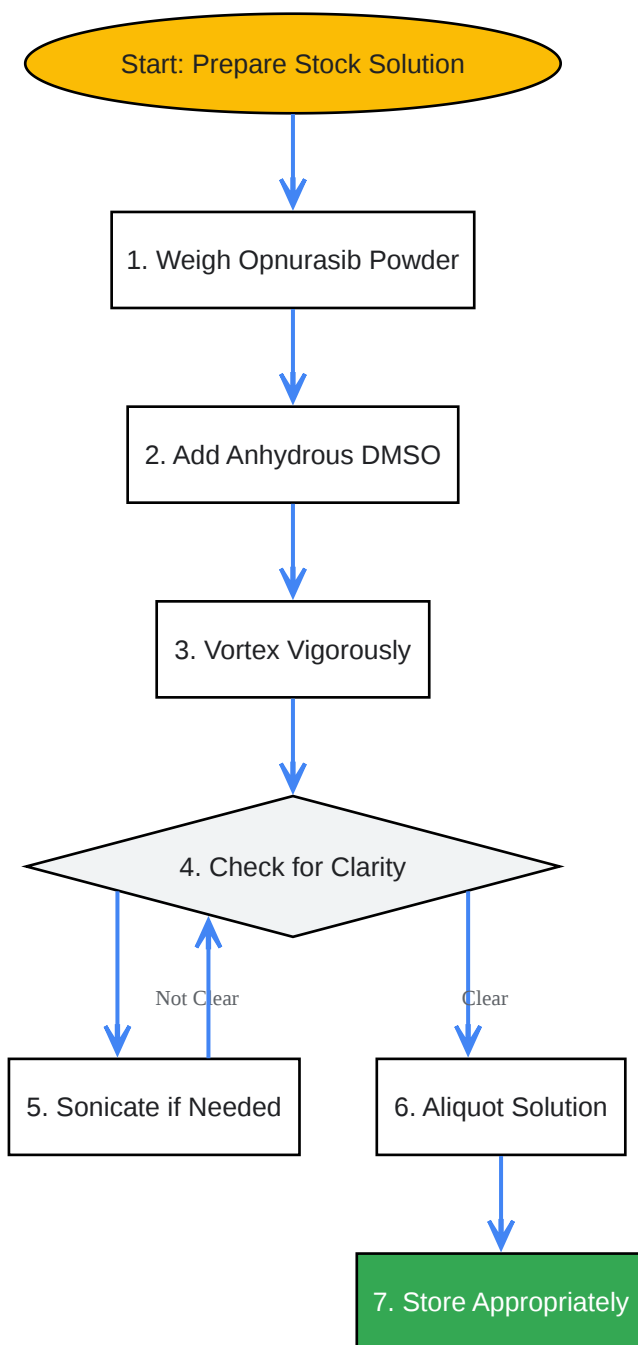 Start: Prepare Stock Solution
1. Weigh Opnurasib Powder
2. Add Anhydrous DMSO
3. Vortex Vigorously
4. Check for Clarity
Not Clear
Clear
5. Sonicate if Needed
6. Aliquot Solution
7. Store Appropriately